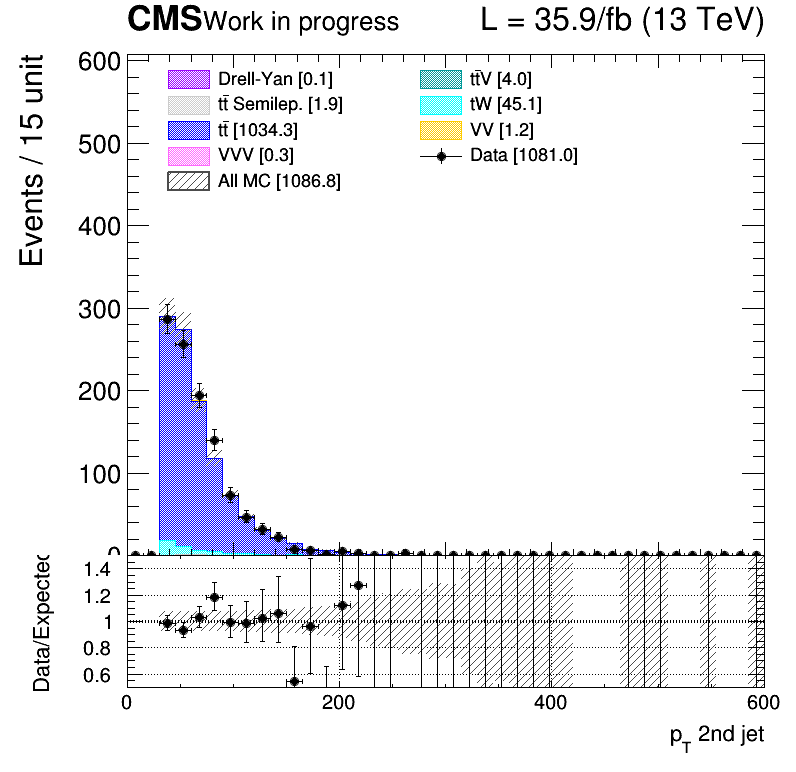 CMS Work in progress L = 35.9/fb (13 TeV)
Events / 15 unit
600
500
400
300
200
100
0
Drell-Yan [0.1]
tt̄ Semilep. [1.9]
tt̄ [1034.3]
VVV [0.3]
All MC [1086.8]
tt̄V [4.0]
tW [45.1]
VV [1.2]
Data [1081.0]
Data/Expected
1.4
1.2
1
0.8
0.6
0 200 400 600
p_T 2nd jet